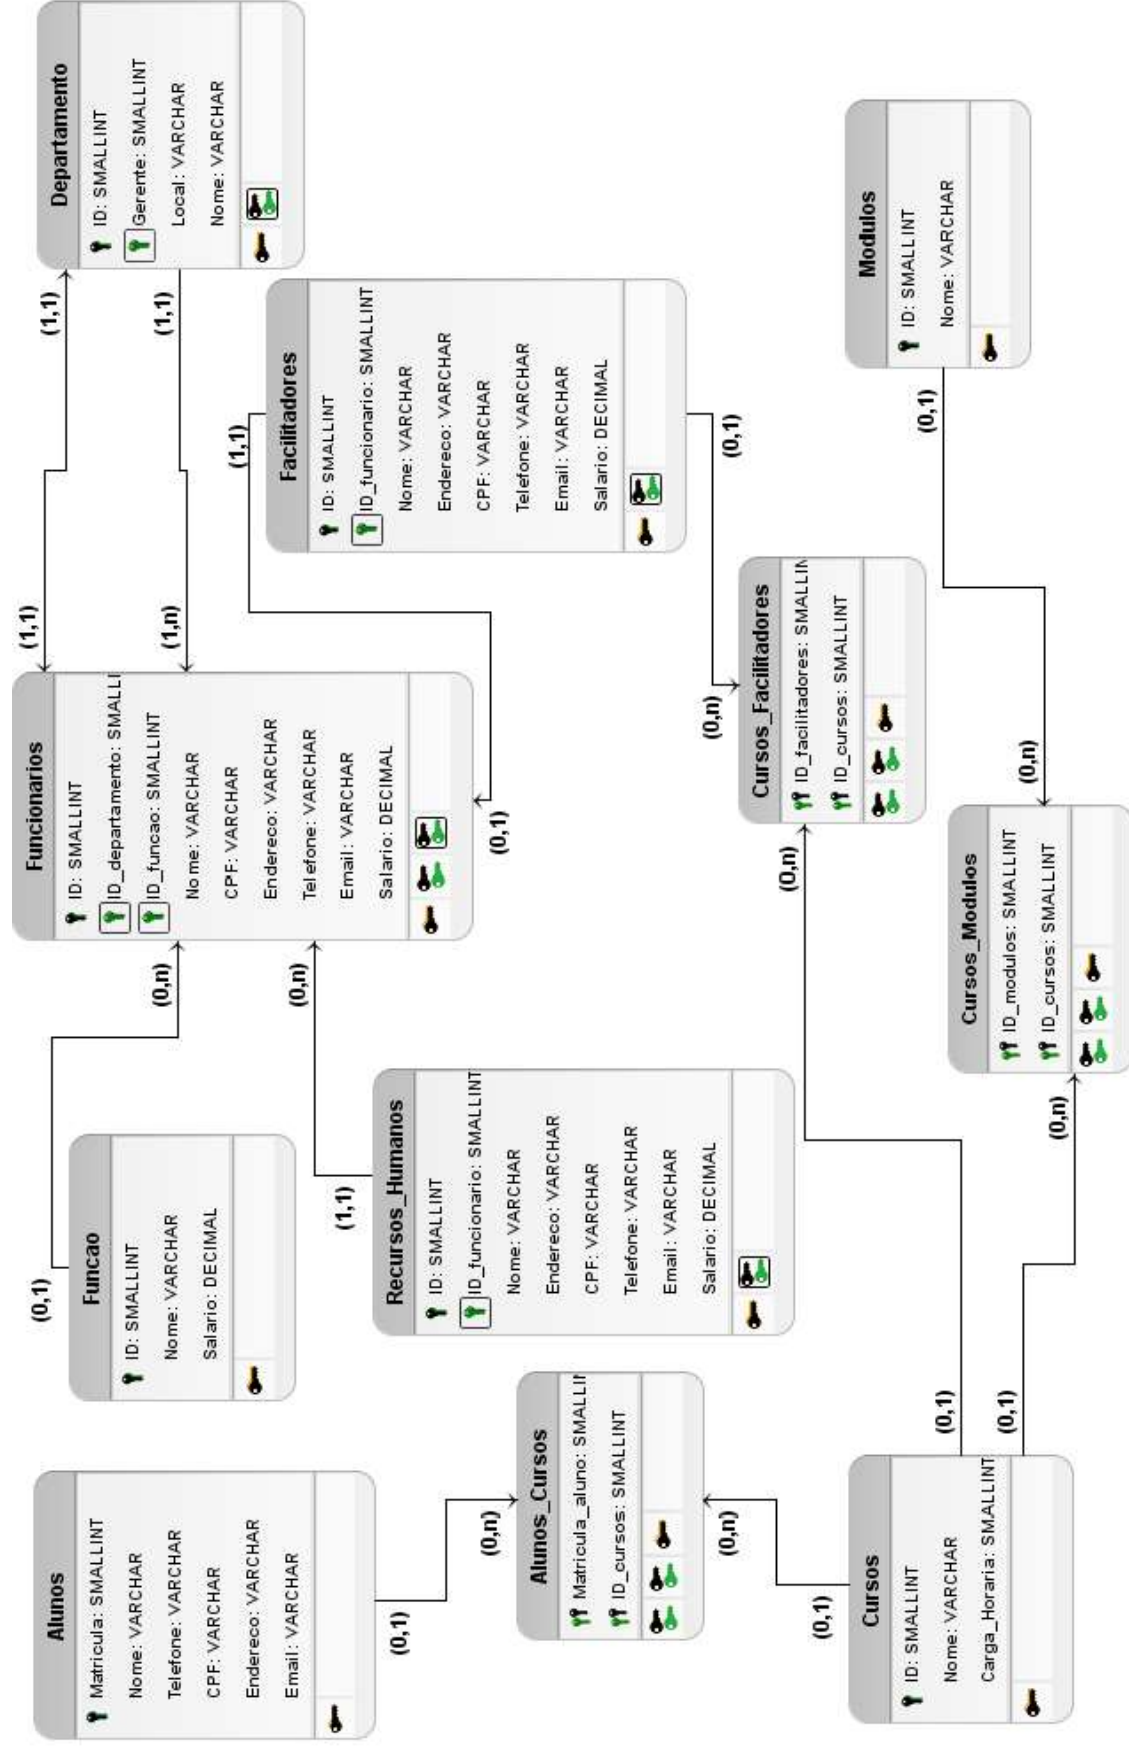 Alunos
Matricula: SMALLINT
Nome: VARCHAR
Telefone: VARCHAR
CPF: VARCHAR
Endereco: VARCHAR
Email: VARCHAR
(0,1)
(0,n)
Alunos_Cursos
Matricula_aluno: SMALLIN
ID_cursos: SMALLINT
(0,n)
(0,1)
Cursos
ID: SMALLINT
Nome: VARCHAR
Carga_Horaria: SMALLINT
(0,1)
(0,1)
Funcao
ID: SMALLINT
Nome: VARCHAR
Salario: DECIMAL
(0,1)
(0,n)
Recursos_Humanos
ID: SMALLINT
ID_funcionario: SMALLINT
Nome: VARCHAR
Endereco: VARCHAR
CPF: VARCHAR
Telefone: VARCHAR
Email: VARCHAR
Salario: DECIMAL
(1,1)
(0,n)
Funcionarios
ID: SMALLINT
ID_departamento: SMALLI
ID_funcao: SMALLINT
Nome: VARCHAR
CPF: VARCHAR
Endereco: VARCHAR
Telefone: VARCHAR
Email: VARCHAR
Salario: DECIMAL
(1,1)
(1,n)
(0,1)
Departamento
ID: SMALLINT
Gerente: SMALLINT
Local: VARCHAR
Nome: VARCHAR
(1,1)
(1,1)
Facilitadores
ID: SMALLINT
ID_funcionario: SMALLINT
Nome: VARCHAR
Endereco: VARCHAR
CPF: VARCHAR
Telefone: VARCHAR
Email: VARCHAR
Salario: DECIMAL
(1,1)
(0,1)
Cursos_Facilitadores
ID_facilitadores: SMALLIN
ID_cursos: SMALLINT
(0,n)
(0,n)
Cursos_Modulos
ID_modulos: SMALLINT
ID_cursos: SMALLINT
(0,n)
(0,n)
Modulos
ID: SMALLINT
Nome: VARCHAR
(0,1)